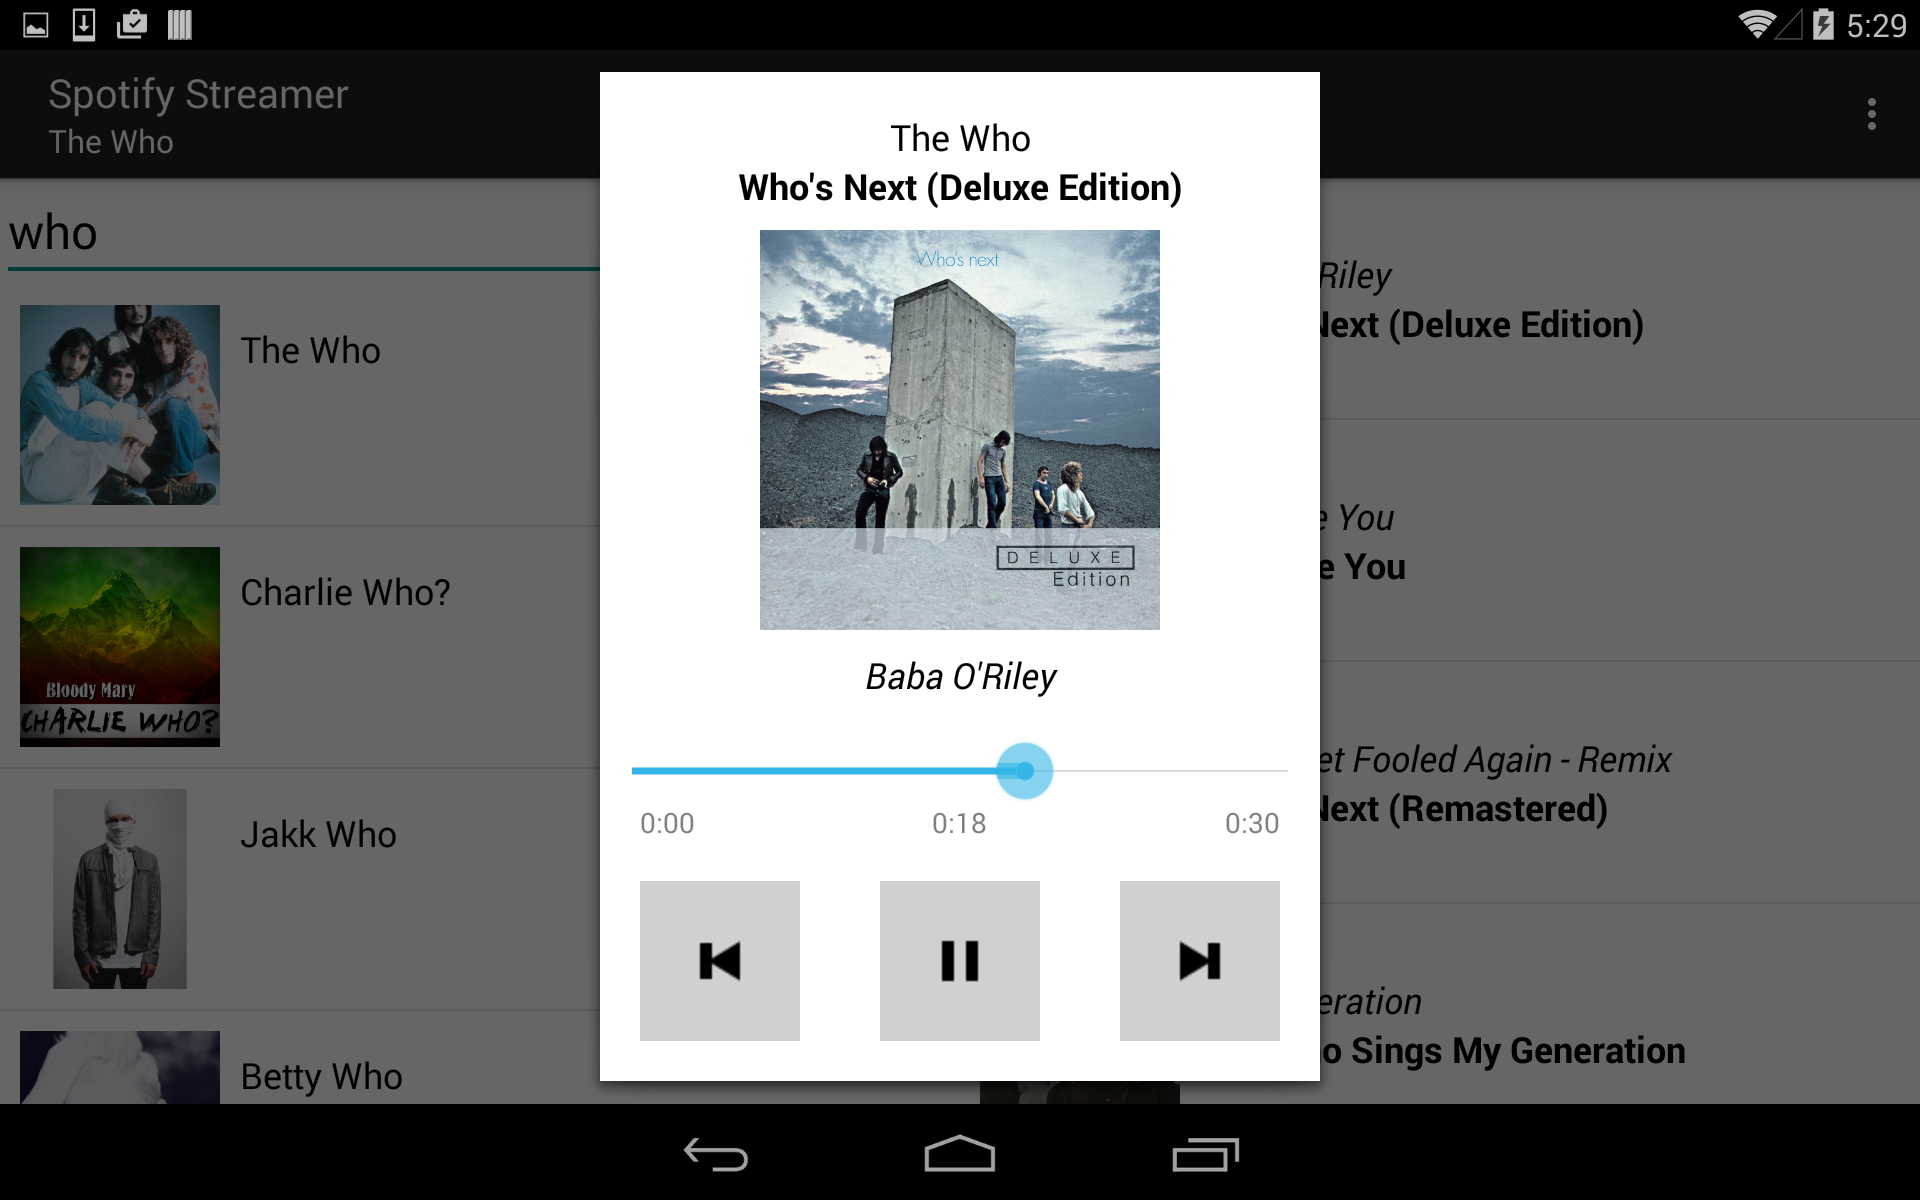 5:29
Spotify Streamer
The Who
who
The Who
Charlie Who?
Bloody Mary
CHARLIE WHO?
Jakk Who
Betty Who
The Who
Who's Next (Deluxe Edition)
Who's next
DELUXE
Edition
Baba O'Riley
0:00 0:18 0:30
Riley
Next (Deluxe Edition)
e You
e You
et Fooled Again - Remix
Next (Remastered)
eration
o Sings My Generation